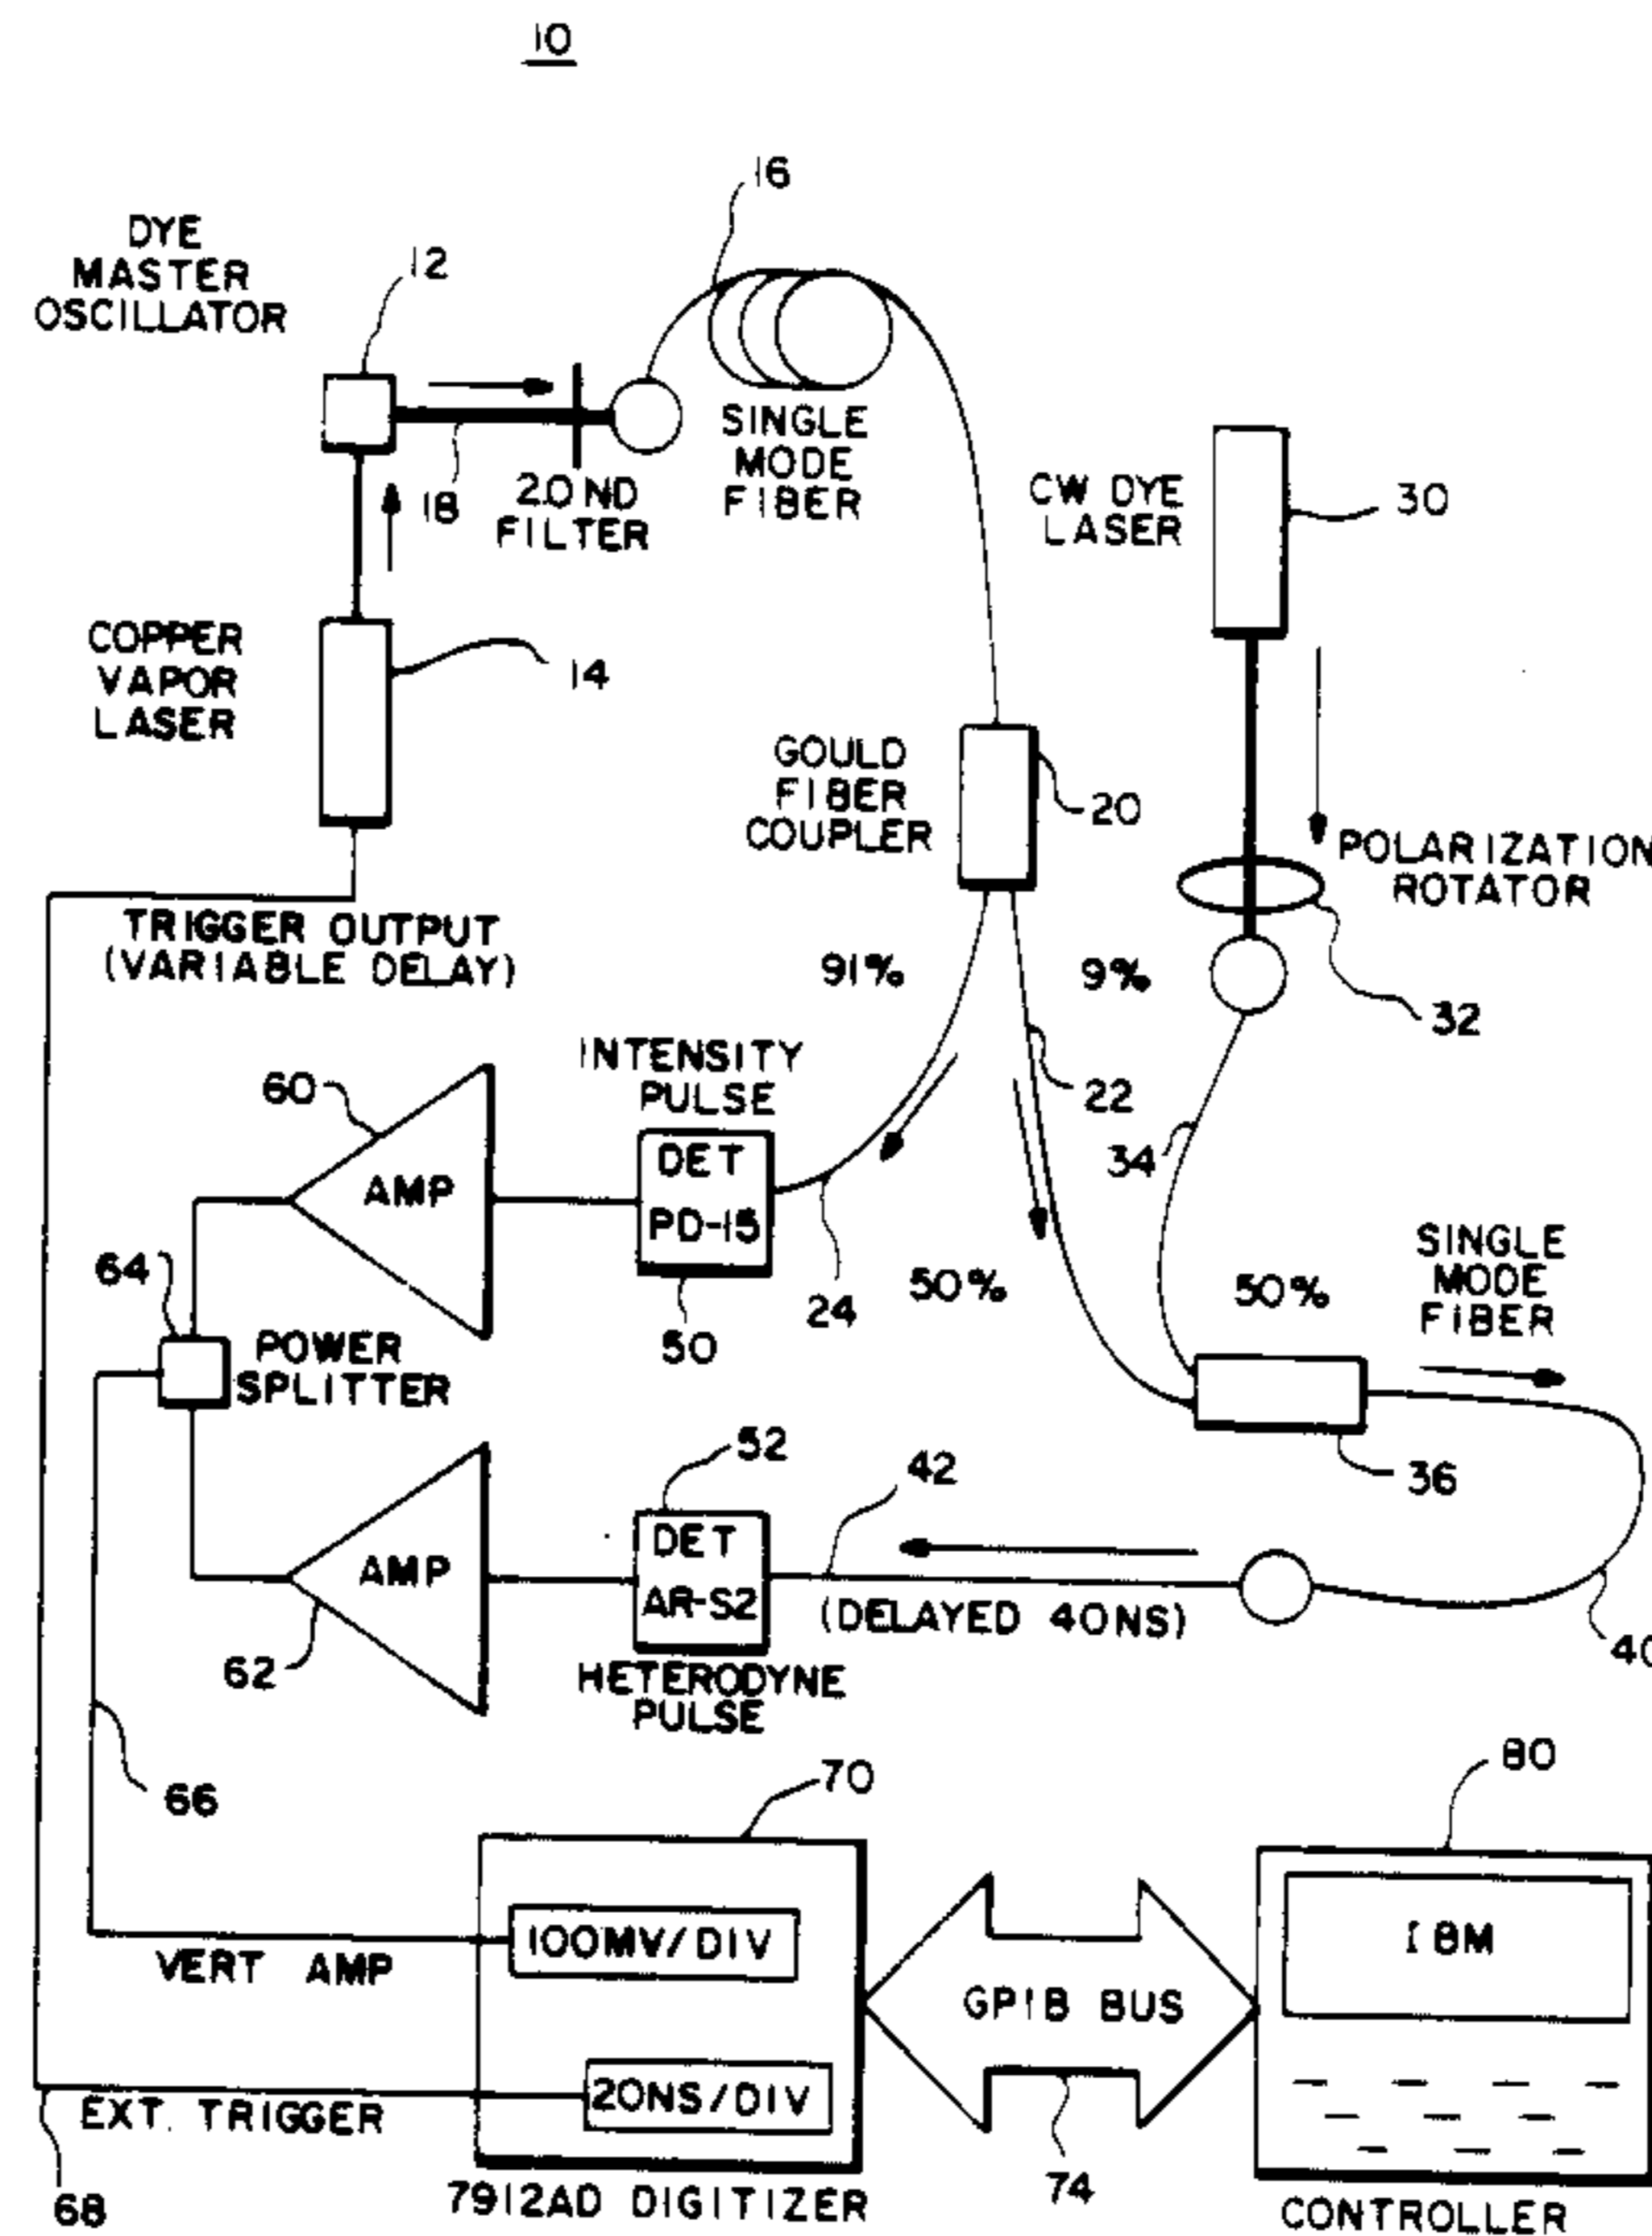 10
16
DYE
MASTER
OSCILLATOR
12
SINGLE
MODE
FIBER
18
2.0 ND
FILTER
CW DYE
LASER
30
COPPER
VAPOR
LASER
14
GOULD
FIBER
COUPLER
20
POLARIZATION
ROTATOR
TRIGGER OUTPUT
(VARIABLE DELAY)
91%
9%
32
INTENSITY
PULSE
60
22
AMP
DET
PD-15
34
64
24
50%
50%
SINGLE
MODE
FIBER
50
POWER
SPLITTER
52
42
36
AMP
DET
AR-S2
(DELAYED 40NS)
40
62
HETERODYNE
PULSE
66
70
80
100MV/DIV
IBM
VERT AMP
GPIB BUS
20NS/DIV
EXT. TRIGGER
74
68
7912AD DIGITIZER
CONTROLLER